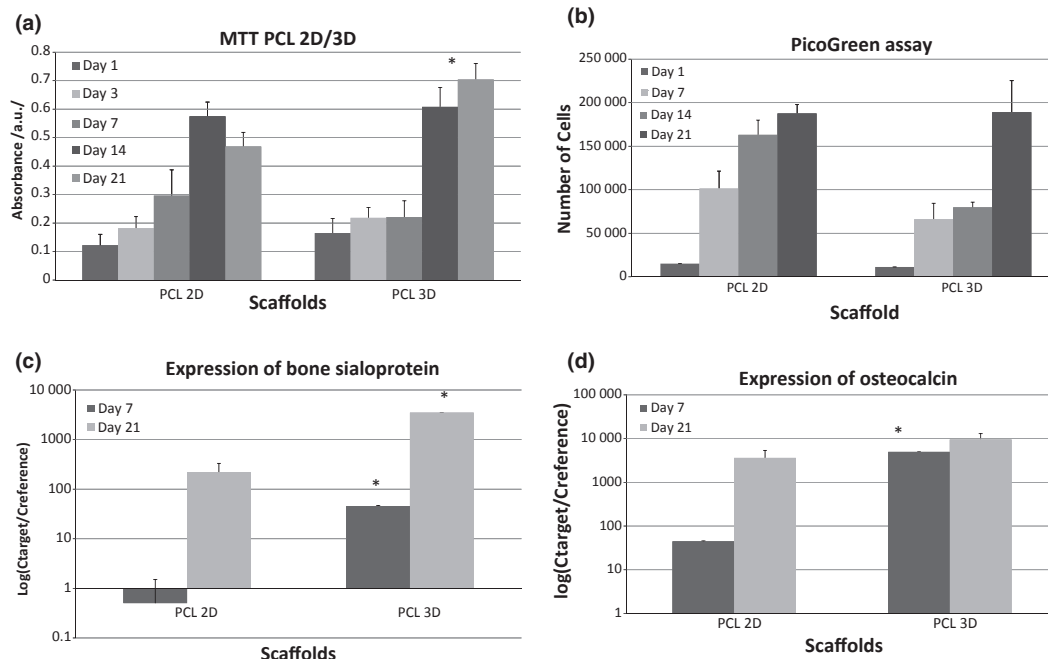 (a)
MTT PCL 2D/3D
Absorbance /a.u./
0.8
0.7
0.6
0.5
0.4
0.3
0.2
0.1
0
Day 1
Day 3
Day 7
Day 14
Day 21
*
PCL 2D
PCL 3D
Scaffolds
(b)
PicoGreen assay
Number of Cells
250 000
200 000
150 000
100 000
50 000
0
Day 1
Day 7
Day 14
Day 21
PCL 2D
PCL 3D
Scaffold
(c)
Expression of bone sialoprotein
Log(Ctarget/Creference)
10 000
1000
100
10
1
0.1
Day 7
Day 21
*
*
PCL 2D
PCL 3D
Scaffolds
(d)
Expression of osteocalcin
log(Ctarget/Creference)
100 000
10 000
1000
100
10
1
Day 7
Day 21
*
PCL 2D
PCL 3D
Scaffolds